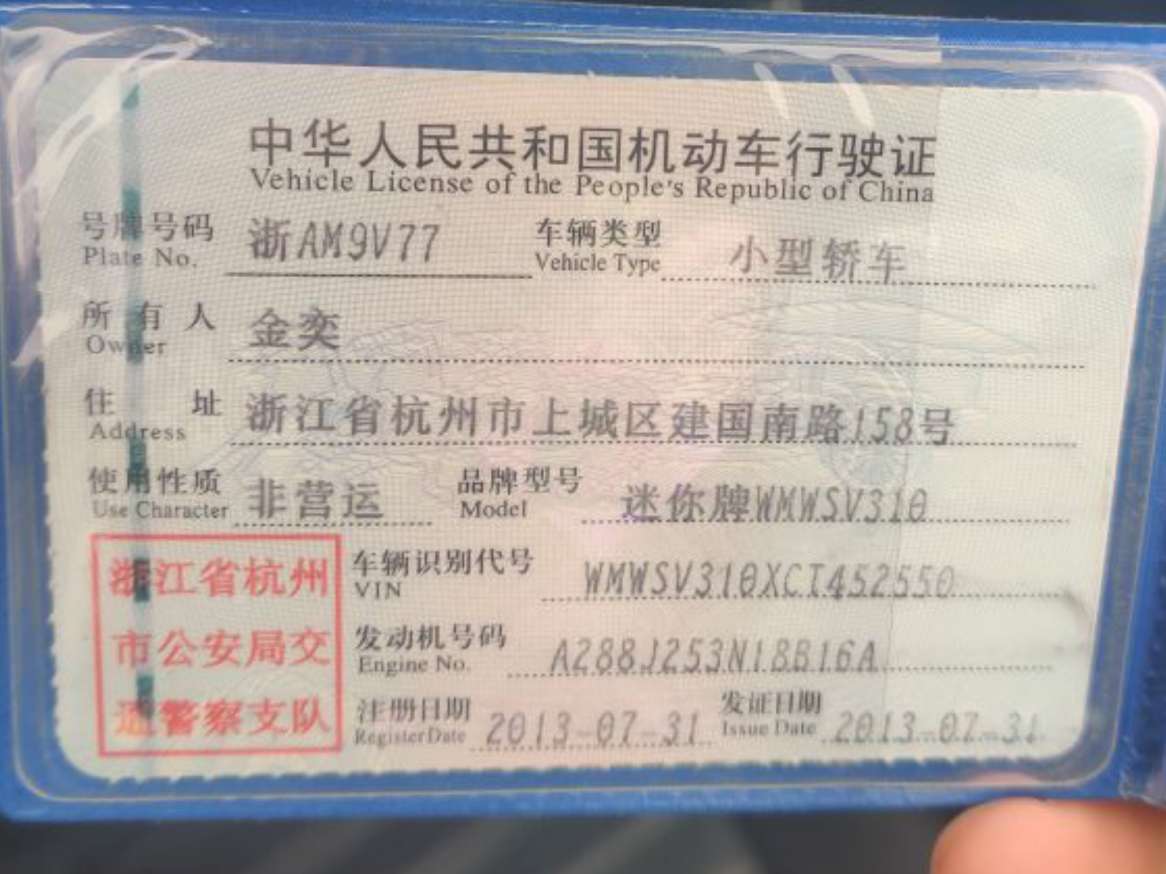 中华人民共和国机动车行驶证
Vehicle License of the People's Republic of China
号牌号码 浙AM9V77 车辆类型 小型轿车
Plate No. Vehicle Type
所有人 金奕
Owner
住址 浙江省杭州市上城区建国南路158号
Address
使用性质 非营运 品牌型号 迷你牌WMWSV310
Use Character Model
浙江省杭州 车辆识别代号 WMWSV310XCT452550
VIN
市公安局交 发动机号码 A288J253N18B16A
Engine No.
通警察支队 注册日期 2013-07-31 发证日期 2013-07-31
Register Date Issue Date